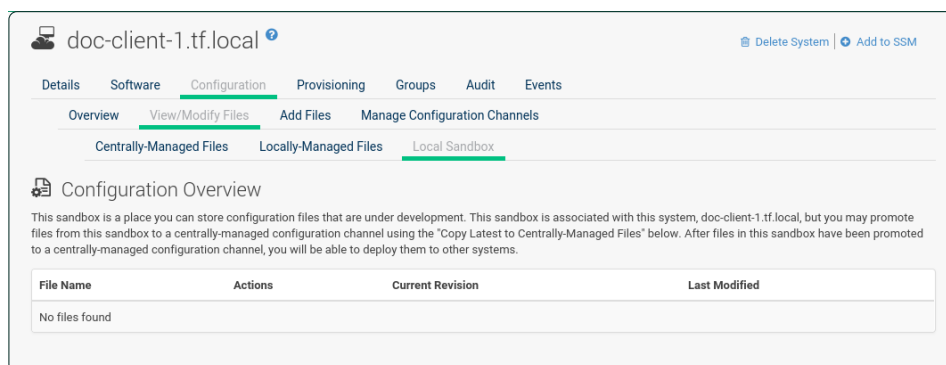 doc-client-1.tf.local ?
Delete System | Add to SSM
Details Software Configuration Provisioning Groups Audit Events
Overview View/Modify Files Add Files Manage Configuration Channels
Centrally-Managed Files Locally-Managed Files Local Sandbox
Configuration Overview
This sandbox is a place you can store configuration files that are under development. This sandbox is associated with this system, doc-client-1.tf.local, but you may promote
files from this sandbox to a centrally-managed configuration channel using the "Copy Latest to Centrally-Managed Files" below. After files in this sandbox have been promoted
to a centrally-managed configuration channel, you will be able to deploy them to other systems.
File Name Actions Current Revision Last Modified
No files found